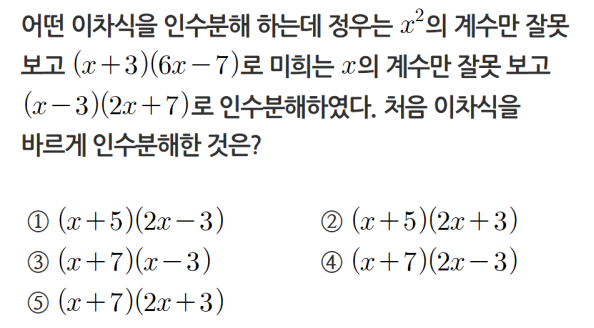 어떤 이차식을 인수분해 하는데 정우는 x²의 계수만 잘못
보고 (x+3)(6x−7)로 미희는 x의 계수만 잘못 보고
(x−3)(2x+7)로 인수분해하였다. 처음 이차식을
바르게 인수분해한 것은?
① (x+5)(2x−3) ② (x+5)(2x+3)
③ (x+7)(x−3) ④ (x+7)(2x−3)
⑤ (x+7)(2x+3)